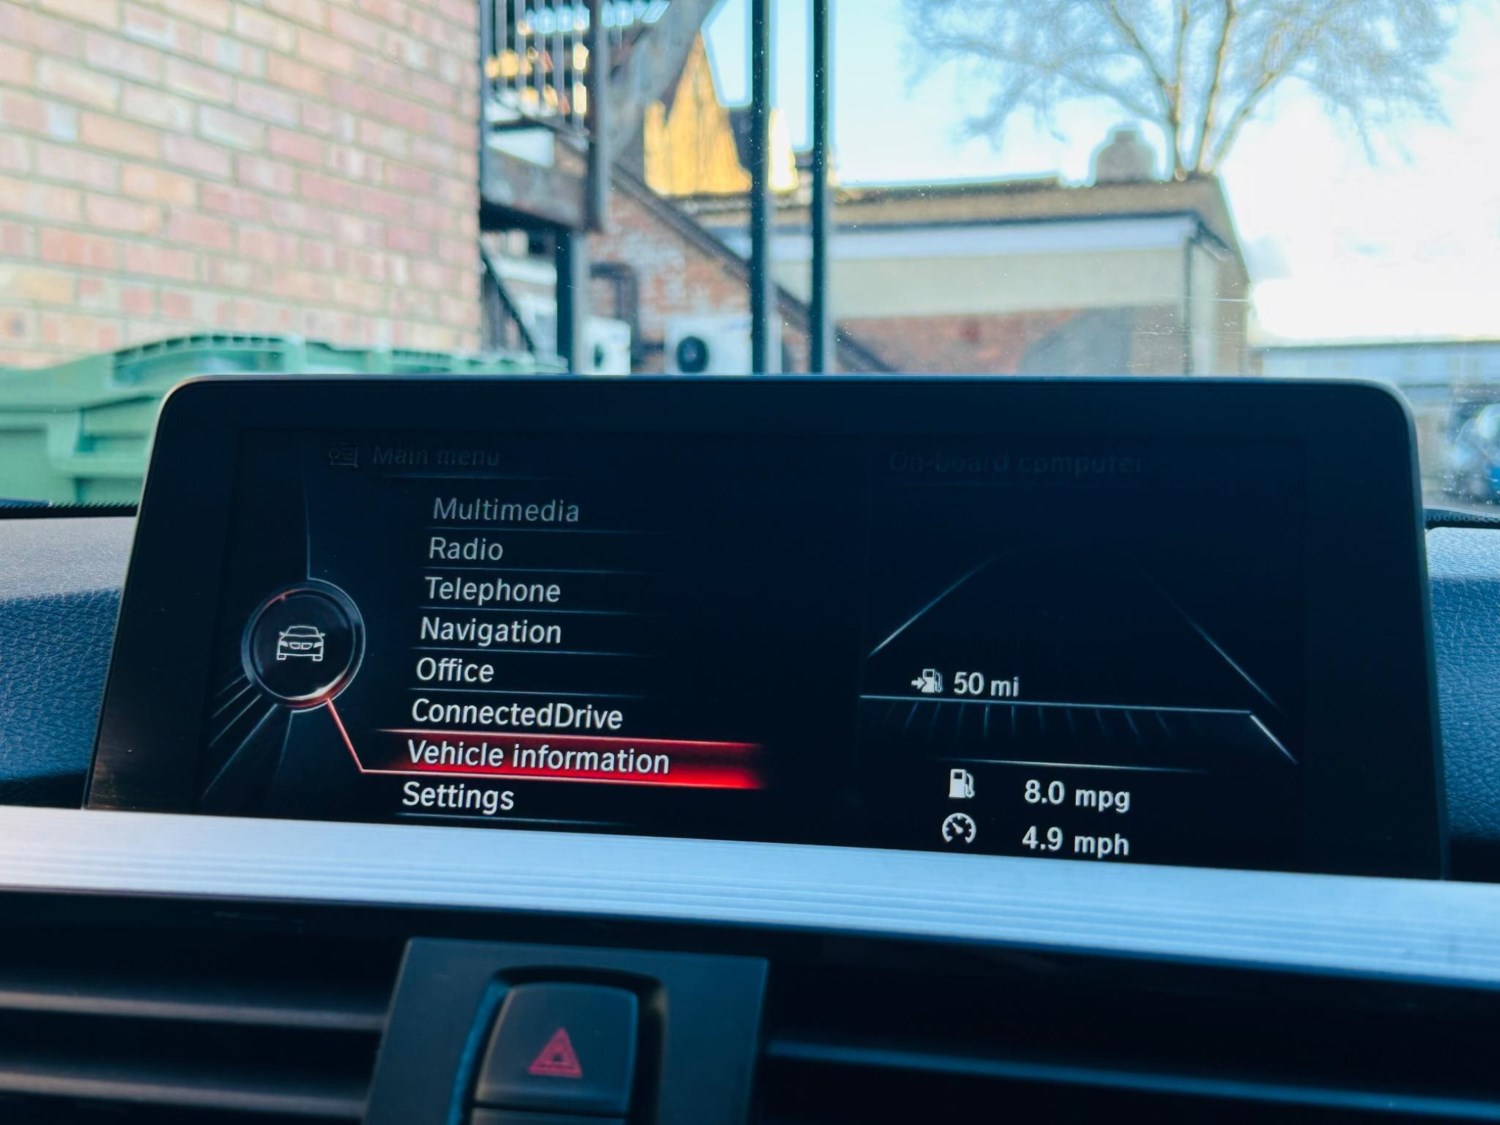 Main menu
Multimedia
Radio
Telephone
Navigation
Office
ConnectedDrive
Vehicle information
Settings
On-board computer
50 mi
8.0 mpg
4.9 mph